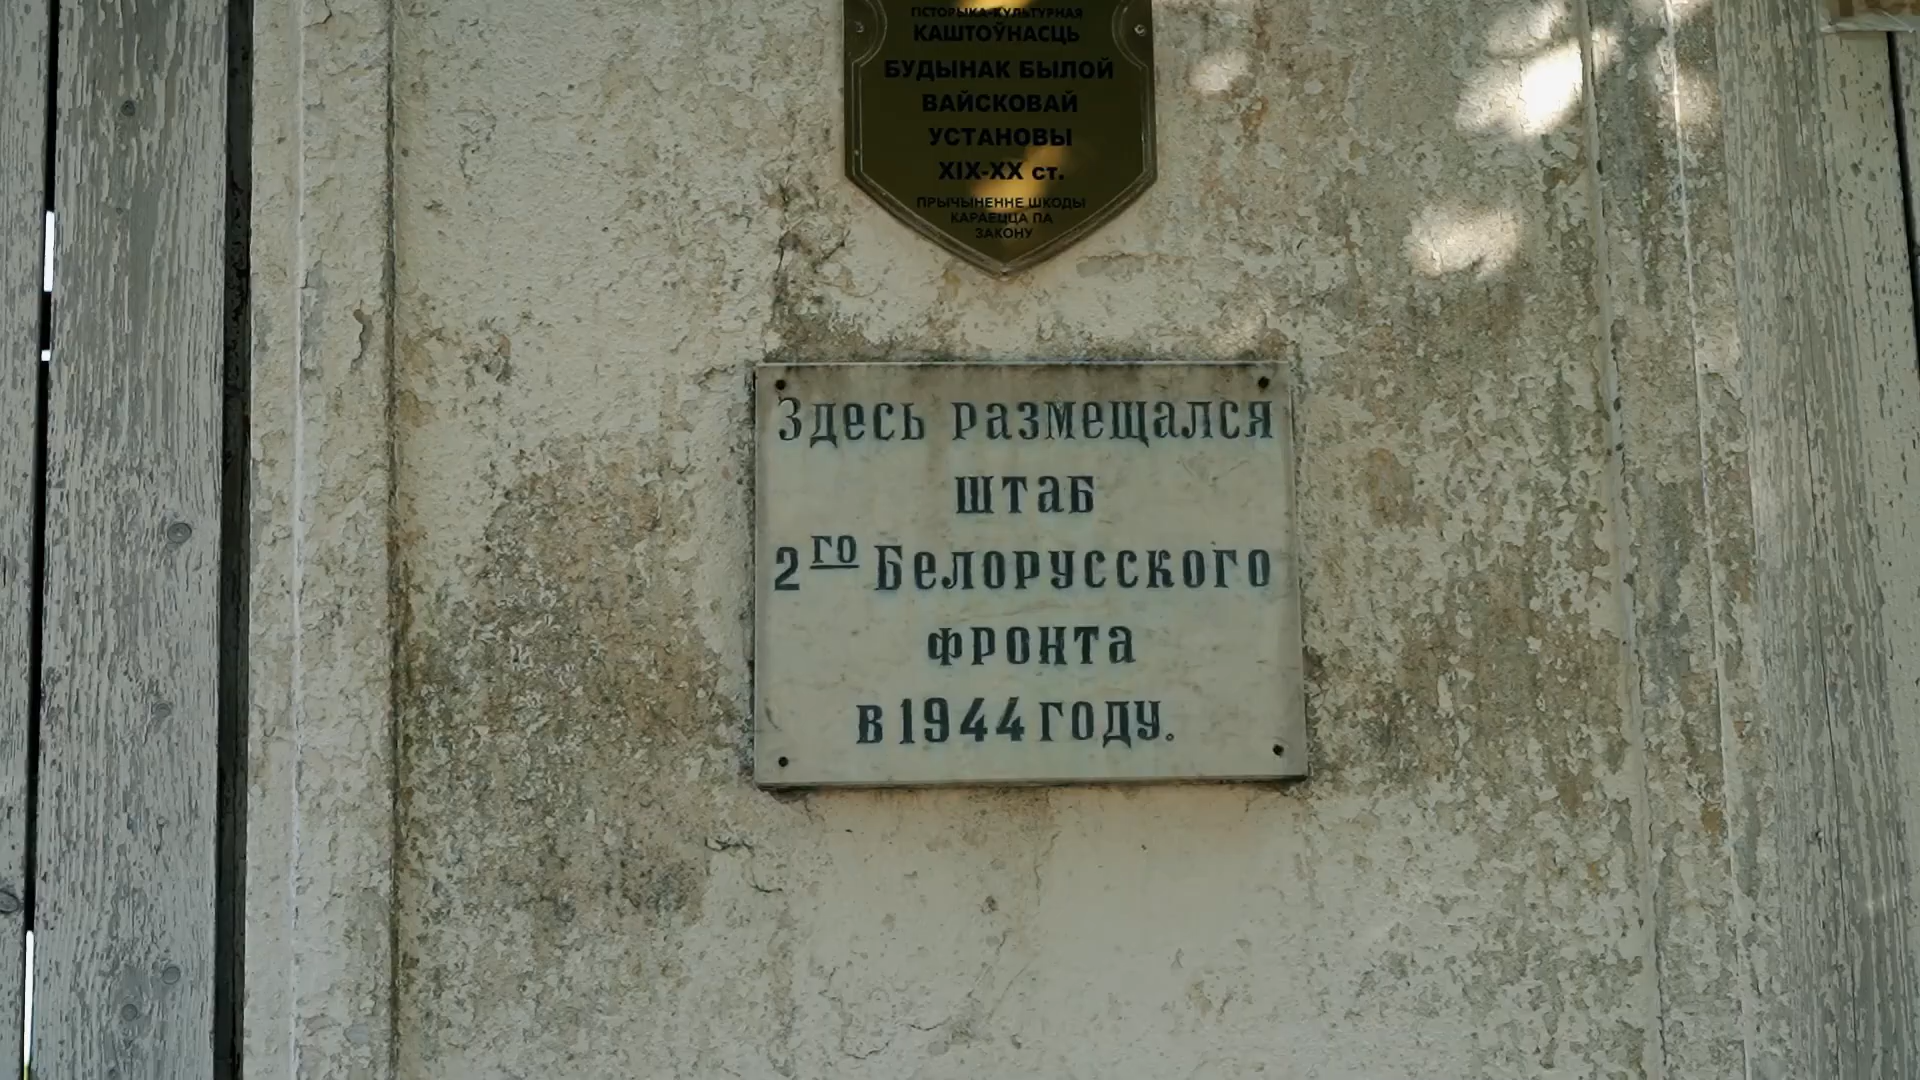 ГІСТОРЫКА-КУЛЬТУРНАЯ
КАШТОЎНАСЦЬ
БУДЫНАК БЫЛОЙ
ВАЙСКОВАЙ
УСТАНОВЫ
XIX-XX ст.
ПРЫЧЫНЕННЕ ШКОДЫ
КАРАЕЦЦА ПА
ЗАКОНУ
Здесь размещался
штаб
2го Белорусского
фронта
в 1944 году.